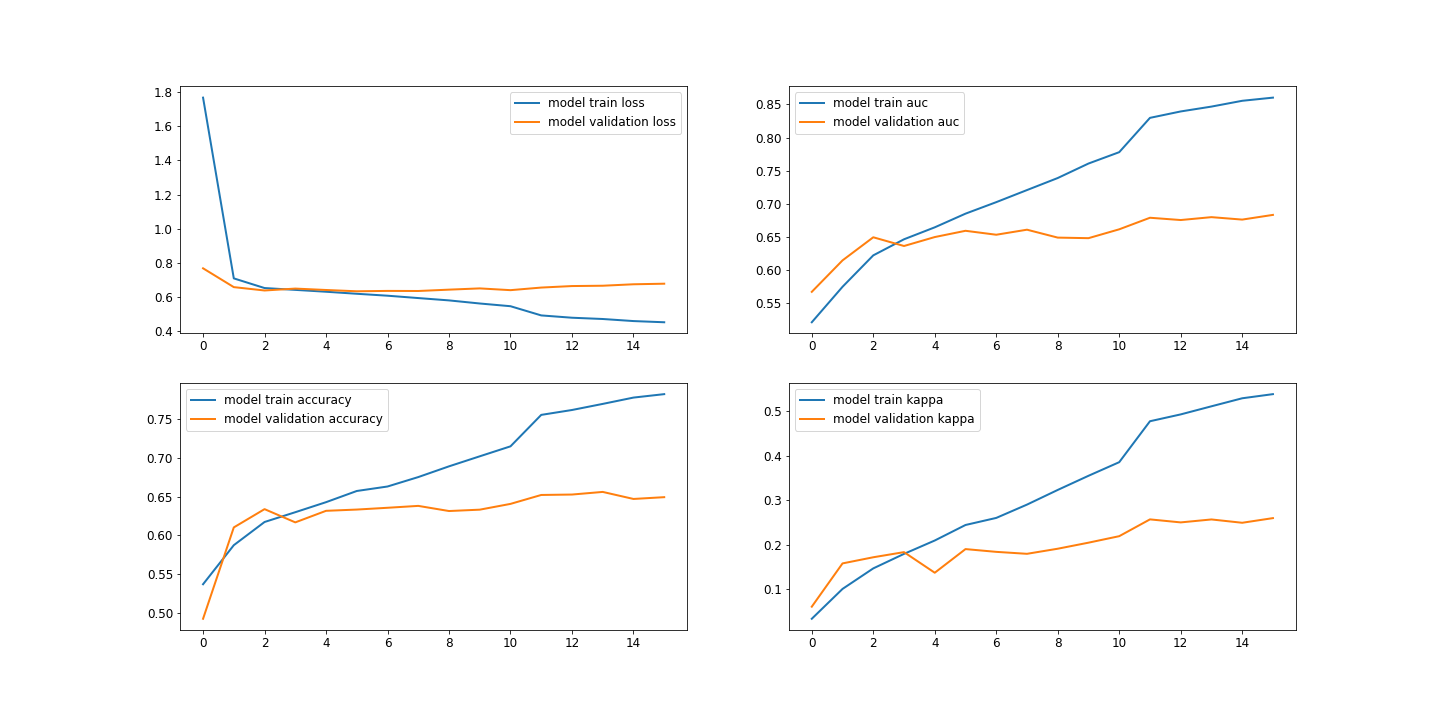 1.8
1.6
1.4
1.2
1.0
0.8
0.6
0.4
0 2 4 6 8 10 12 14
model train loss
model validation loss
0.85
0.80
0.75
0.70
0.65
0.60
0.55
0 2 4 6 8 10 12 14
model train auc
model validation auc
0.75
0.70
0.65
0.60
0.55
0.50
0 2 4 6 8 10 12 14
model train accuracy
model validation accuracy
0.5
0.4
0.3
0.2
0.1
0 2 4 6 8 10 12 14
model train kappa
model validation kappa